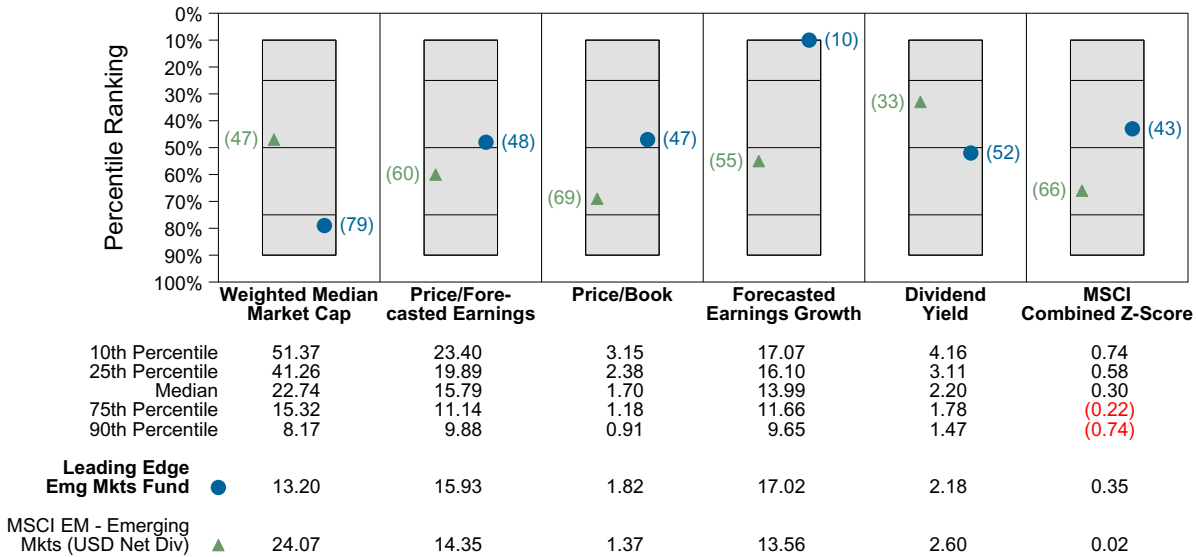 Percentile Ranking
0%
10%
20%
30%
40%
50%
60%
70%
80%
90%
100%
(47)
(79)
(60)
(48)
(69)
(47)
(55)
(10)
(33)
(52)
(66)
(43)
Weighted Median
Market Cap
Price/Fore-
casted Earnings
Price/Book
Forecasted
Earnings Growth
Dividend
Yield
MSCI
Combined Z-Score
10th Percentile 51.37 23.40 3.15 17.07 4.16 0.74
25th Percentile 41.26 19.89 2.38 16.10 3.11 0.58
Median 22.74 15.79 1.70 13.99 2.20 0.30
75th Percentile 15.32 11.14 1.18 11.66 1.78 (0.22)
90th Percentile 8.17 9.88 0.91 9.65 1.47 (0.74)
Leading Edge
Emg Mkts Fund 13.20 15.93 1.82 17.02 2.18 0.35
MSCI EM - Emerging
Mkts (USD Net Div) 24.07 14.35 1.37 13.56 2.60 0.02